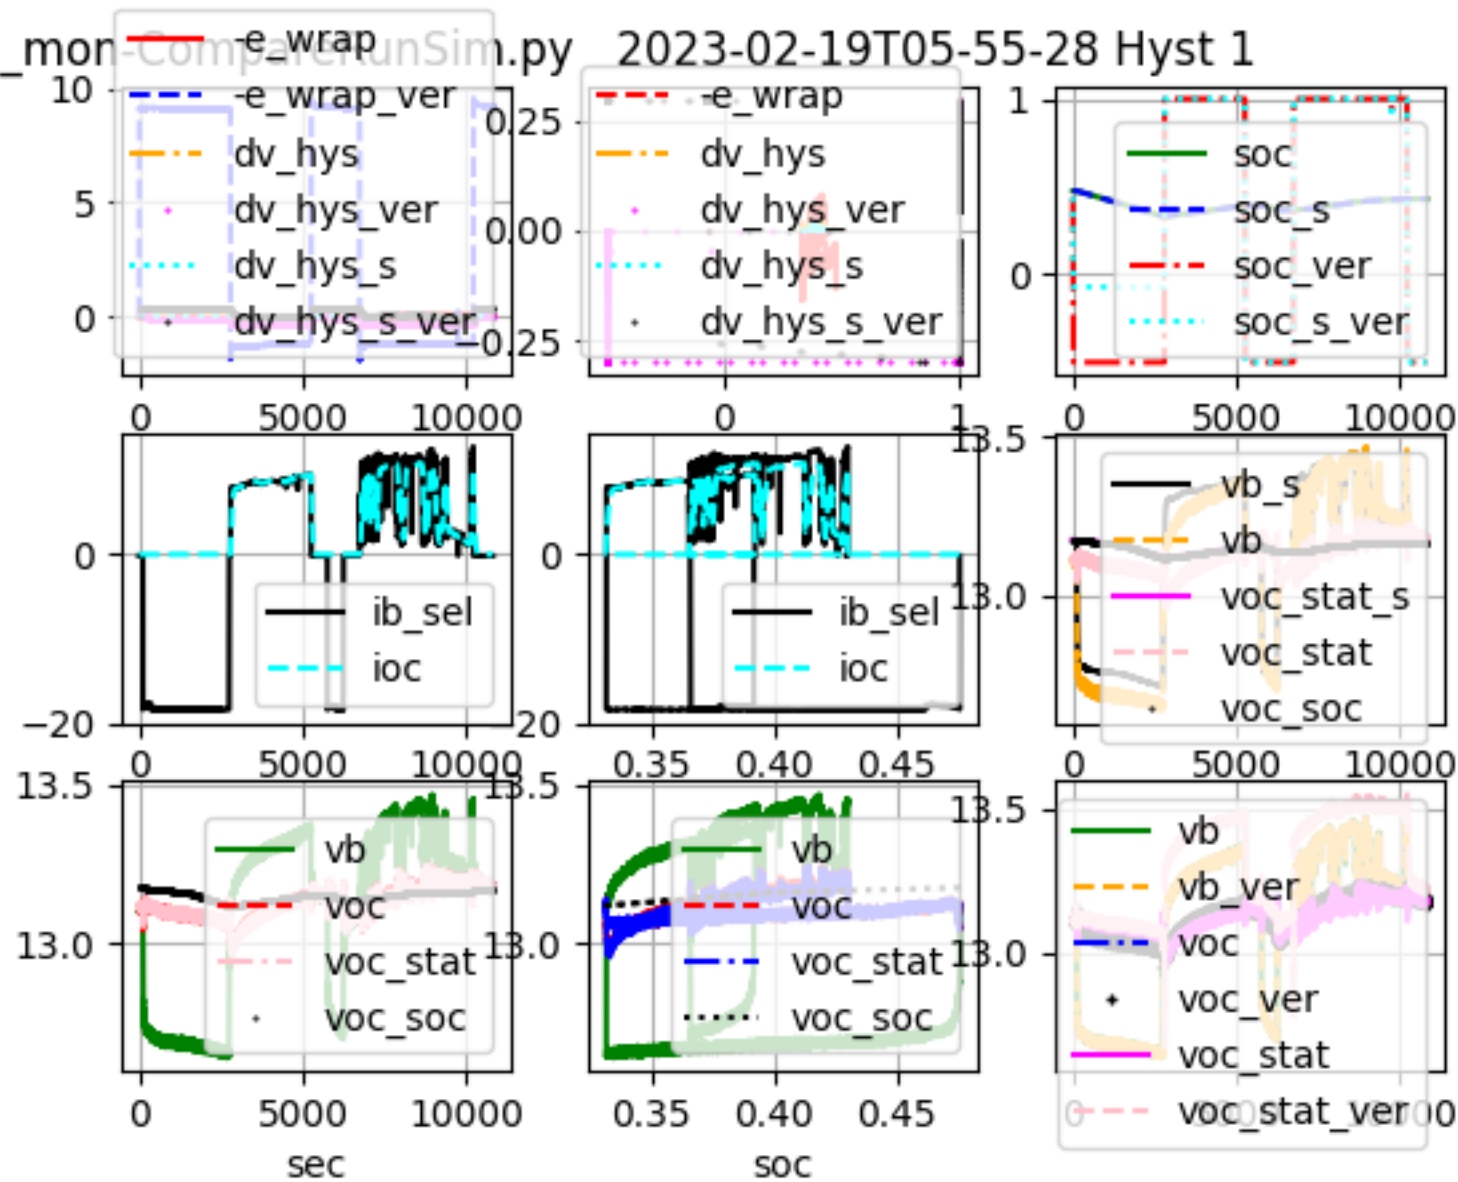 _mon-CompareRunSim.py   2023-02-19T05-55-28 Hyst 1
-e_wrap
-e_wrap_ver
dv_hys
dv_hys_ver
dv_hys_s
dv_hys_s_ver
10
5
0
0 5000 10000
-e_wrap
dv_hys
dv_hys_ver
dv_hys_s
dv_hys_s_ver
0.25
0.00
−0.25
0 1
soc
soc_s
soc_ver
soc_s_ver
1
0
0 5000 10000
ib_sel
ioc
0
−20
0 5000 10000
ib_sel
ioc
0
20
0.35 0.40 0.45
vb_s
vb
voc_stat_s
voc_stat
voc_soc
13.5
13.0
0 5000 10000
vb
voc
voc_stat
voc_soc
13.5
13.0
0 5000 10000
sec
vb
voc
voc_stat
voc_soc
13.5
13.0
0.35 0.40 0.45
soc
vb
vb_ver
voc
voc_ver
voc_stat
voc_stat_ver
13.5
13.0
0 5000 10000